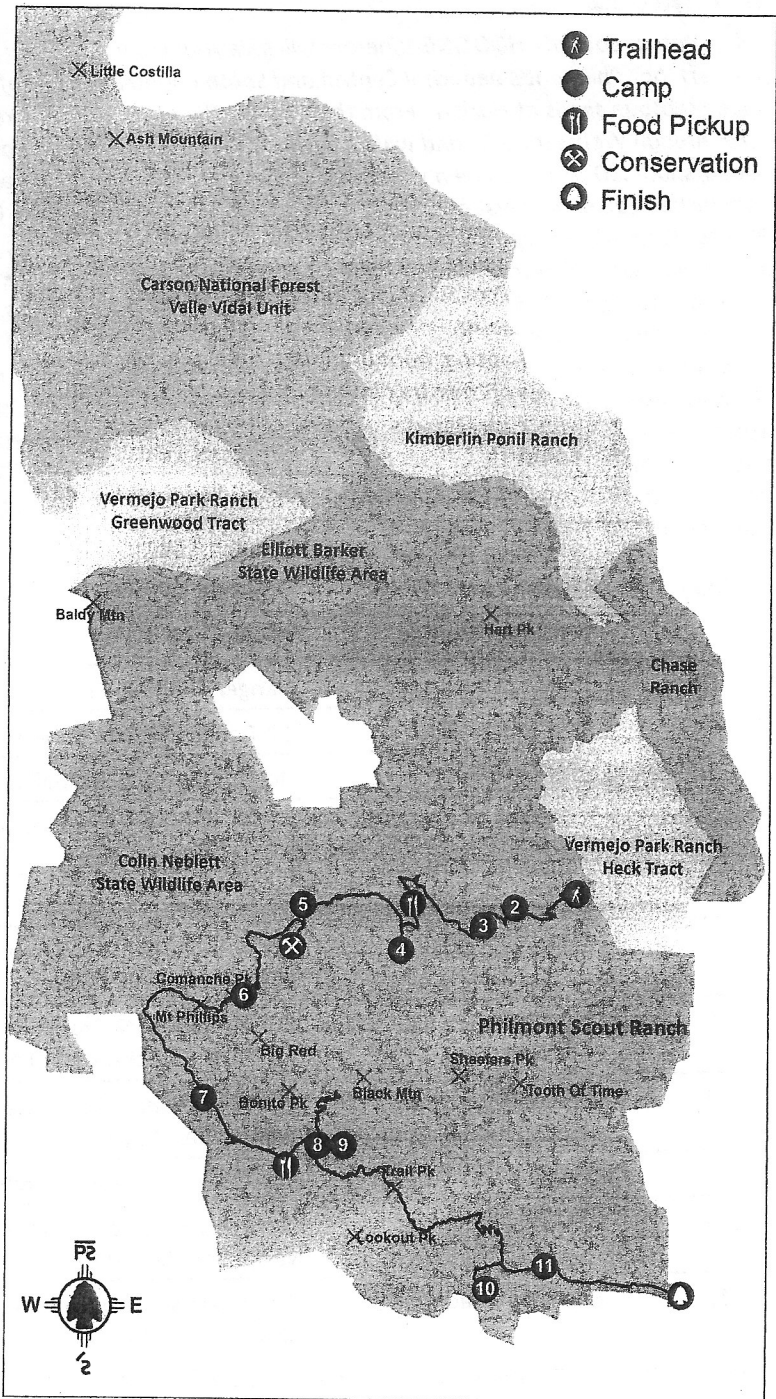 Trailhead
Camp
Food Pickup
Conservation
Finish
Little Costilla
Ash Mountain
Carson National Forest
Valle Vidal Unit
Kimberlin Ponil Ranch
Vermejo Park Ranch
Greenwood Tract
Elliott Barker
State Wildlife Area
Baldy Mtn
Hart Pk
Chase
Ranch
Vermejo Park Ranch
Heck Tract
Colin Neblett
State Wildlife Area
5
2
3
4
Comanche Pk
6
Mt Phillips
Philmont Scout Ranch
Big Red
Shaefers Pk
Black Mtn
Tooth Of Time
Bonito Pk
7
8
9
Trail Pk
Lookout Pk
11
10
W
E